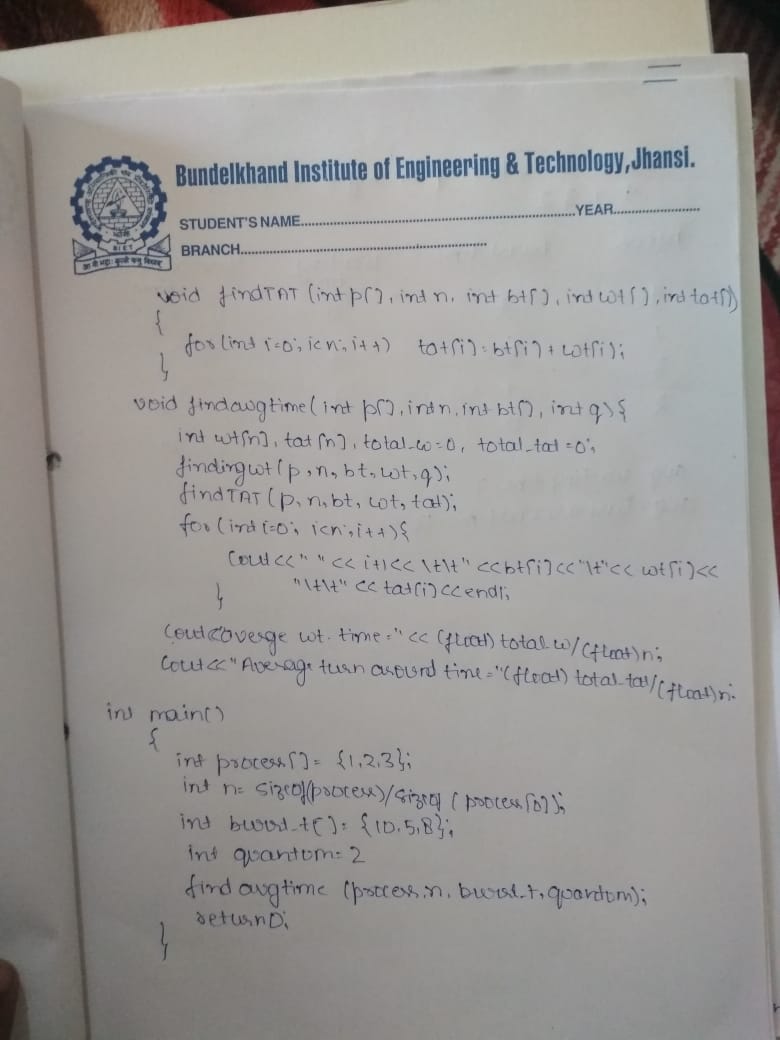 Bundelkhand Institute of Engineering & Technology, Jhansi.
STUDENT'S NAME..........YEAR..........
BRANCH..........
BIET
void findTAT (int p[], int n, int bt[], int wt[], int tat[])
{
for (int i=0; i<n; i++) tat[i]=bt[i]+wt[i];
}
void findavgtime (int p[], int n, int bt[], int q) {
int wt[n], tat[n], total_w=0, total_tat=0;
findingwt (p, n, bt, wt, q);
findTAT (p, n, bt, wt, tat);
for (int i=0; i<n; i++) {
Cout<<" "<< i+1<< \t\t" <<bt[i]<<"\t"<< wt[i]<<
"\t\t" << tat[i]<<endl;
}
Cout<<averge wt. time =" << (float) total_w/(float)n;
Cout<<"Average turn around time ="(float) total_tat/(float)n;
int main()
{
int process[]= {1,2,3};
int n= sizeof(process)/sizeof (process[0]);
int burst_t[]= {10,5,8};
int quantom=2
find avgtime (process, n, burst_t, quantom);
return 0;
}